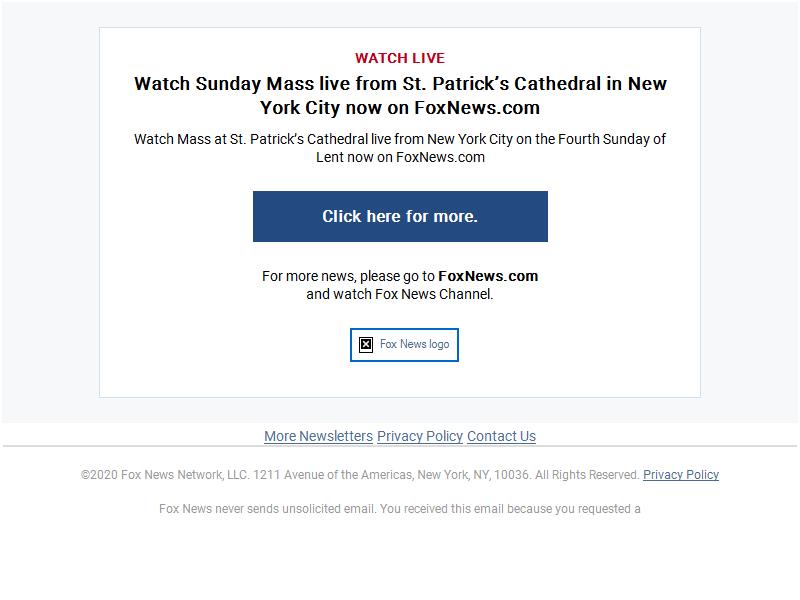 WATCH LIVE
Watch Sunday Mass live from St. Patrick’s Cathedral in New
York City now on FoxNews.com
Watch Mass at St. Patrick’s Cathedral live from New York City on the Fourth Sunday of
Lent now on FoxNews.com
Click here for more.
For more news, please go to FoxNews.com
and watch Fox News Channel.
Fox News logo
More Newsletters Privacy Policy Contact Us
©2020 Fox News Network, LLC. 1211 Avenue of the Americas, New York, NY, 10036. All Rights Reserved. Privacy Policy
Fox News never sends unsolicited email. You received this email because you requested a